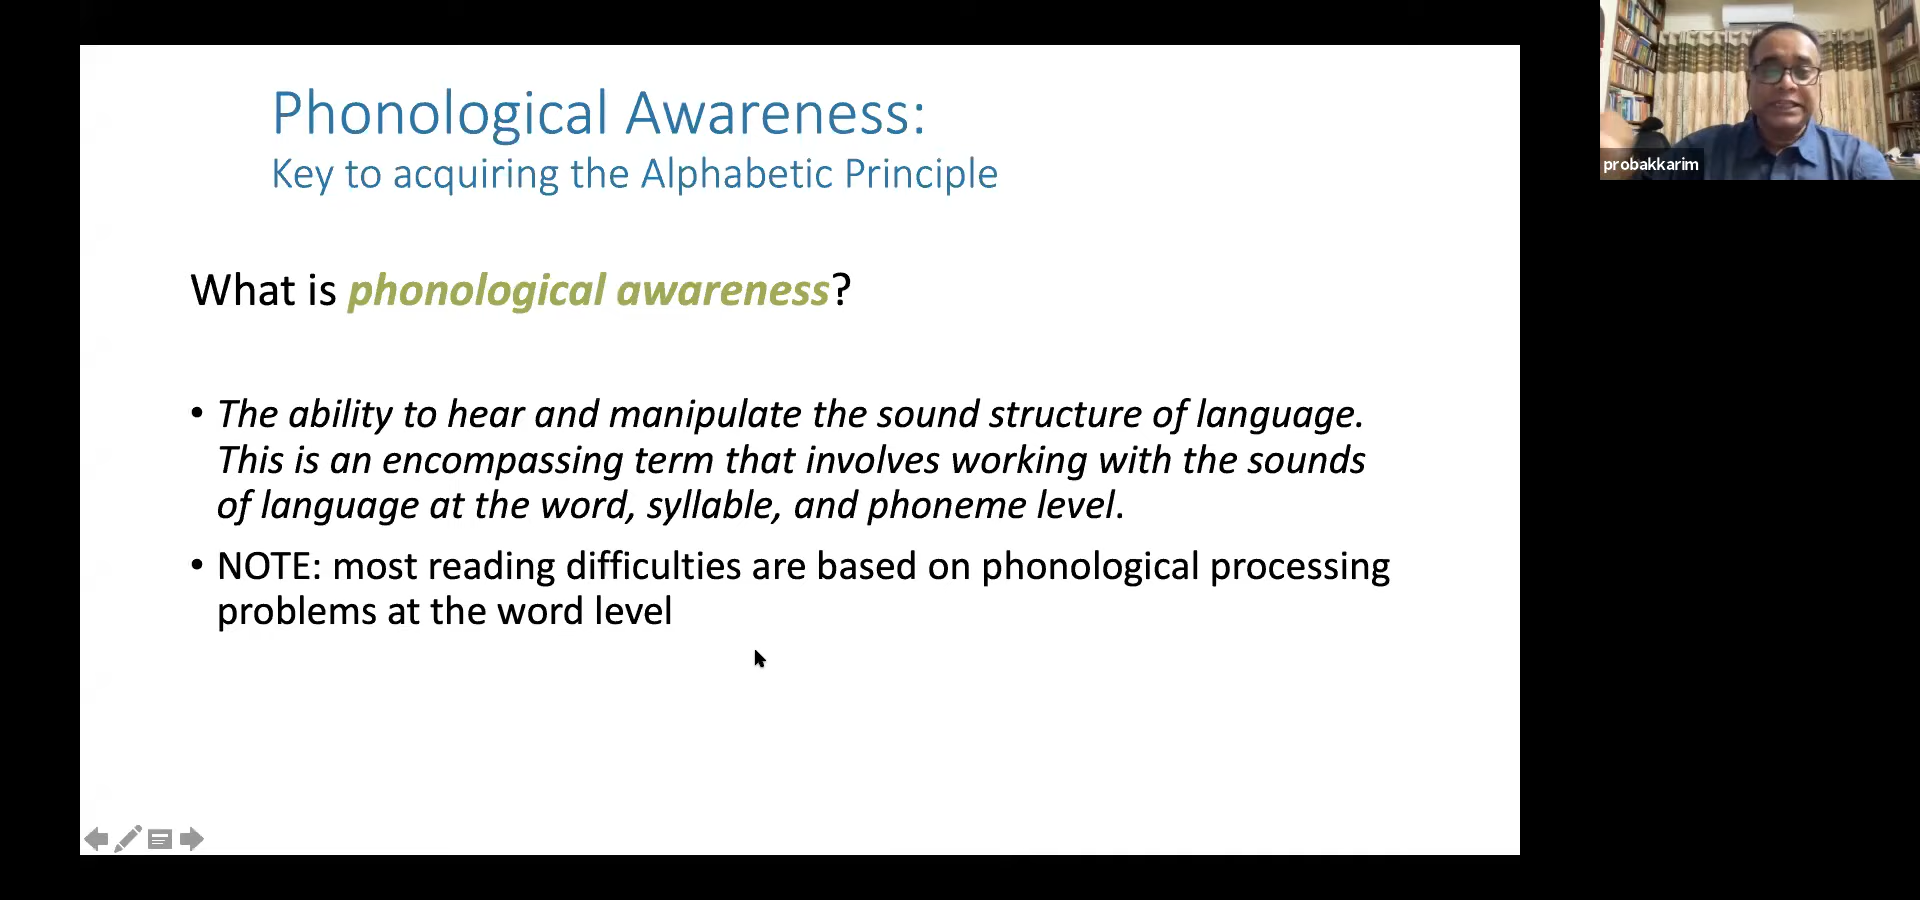 Phonological Awareness:
Key to acquiring the Alphabetic Principle
What is phonological awareness?
• The ability to hear and manipulate the sound structure of language.
This is an encompassing term that involves working with the sounds
of language at the word, syllable, and phoneme level.
• NOTE: most reading difficulties are based on phonological processing
problems at the word level
probakkarim